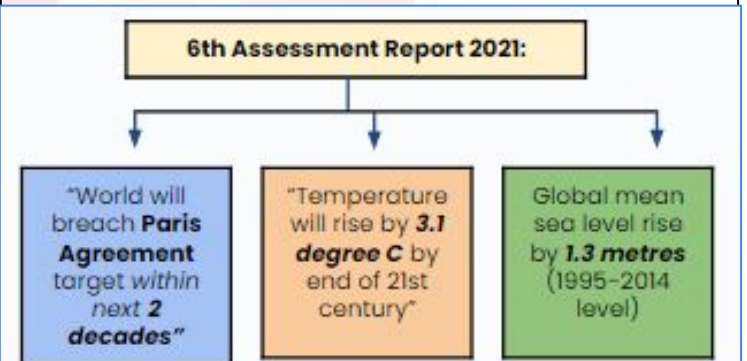 6th Assessment Report 2021:
“World will
breach Paris
Agreement
target within
next 2
decades”
“Temperature
will rise by 3.1
degree C by
end of 21st
century”
Global mean
sea level rise
by 1.3 metres
(1995-2014
level)